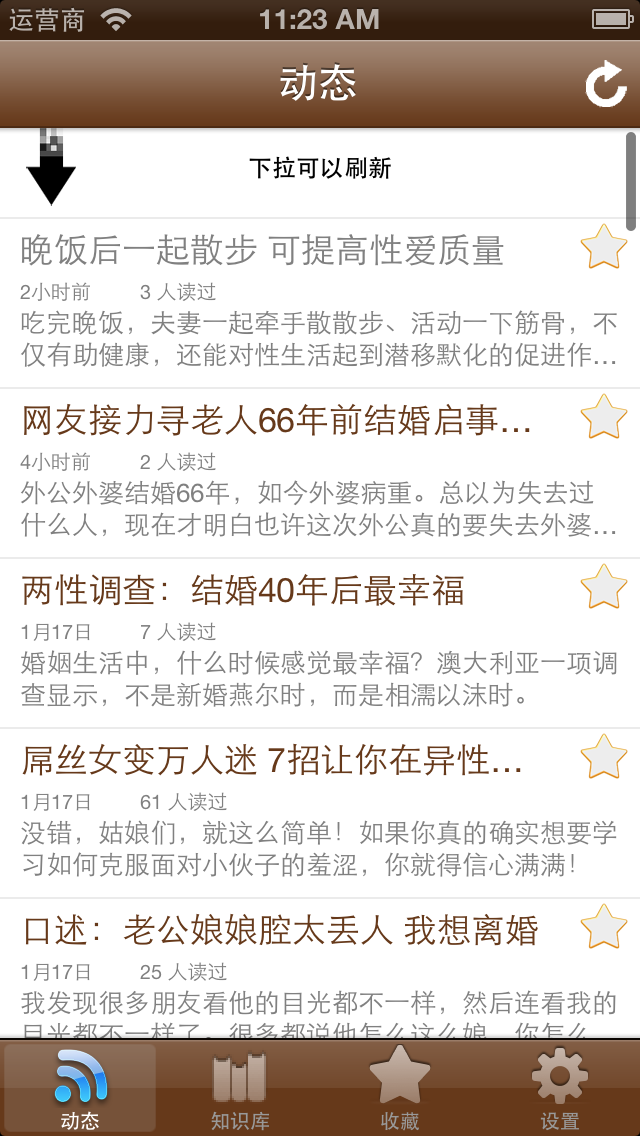 运营商 11:23 AM
动态
下拉可以刷新
晚饭后一起散步 可提高性爱质量
2小时前 3 人读过
吃完晚饭，夫妻一起牵手散散步、活动一下筋骨，不
仅有助健康，还能对性生活起到潜移默化的促进作...
网友接力寻老人66年前结婚启事...
4小时前 2 人读过
外公外婆结婚66年，如今外婆病重。总以为失去过
什么人，现在才明白也许这次外公真的要失去外婆...
两性调查：结婚40年后最幸福
1月17日 7 人读过
婚姻生活中，什么时候感觉最幸福？澳大利亚一项调
查显示，不是新婚燕尔时，而是相濡以沫时。
屌丝女变万人迷 7招让你在异性...
1月17日 61 人读过
没错，姑娘们，就这么简单！如果你真的确实想要学
习如何克服面对小伙子的羞涩，你就得信心满满！
口述：老公娘娘腔太丢人 我想离婚
1月17日 25 人读过
我发现很多朋友看他的目光都不一样，然后连看我的
目光都不一样了。很多都说他怎么这么娘，你怎么
动态 知识库 收藏 设置